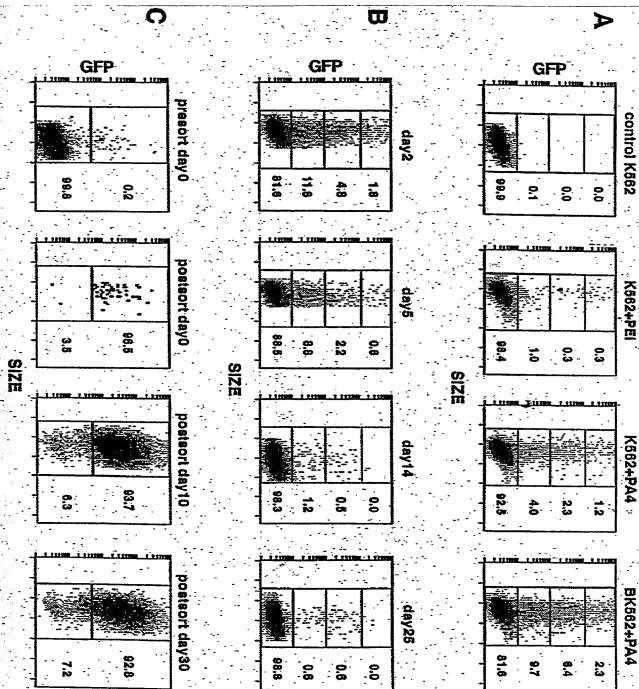 A
GFP
control K562
0.0
0.0
0.1
99.9
K562+PEI
0.3
0.3
1.0
98.4
K562+PA4
1.2
2.3
4.0
92.5
BK562+PA4
2.3
6.4
9.7
81.6
SIZE
B
GFP
day2
1.8
4.8
11.8
81.6
day5
0.6
2.2
8.8
88.5
day14
0.0
0.5
1.2
98.3
day25
0.0
0.6
0.6
98.8
SIZE
C
GFP
presort day0
0.2
99.8
postsort day0
96.5
3.5
postsort day10
93.7
6.3
postsort day30
92.8
7.2
SIZE